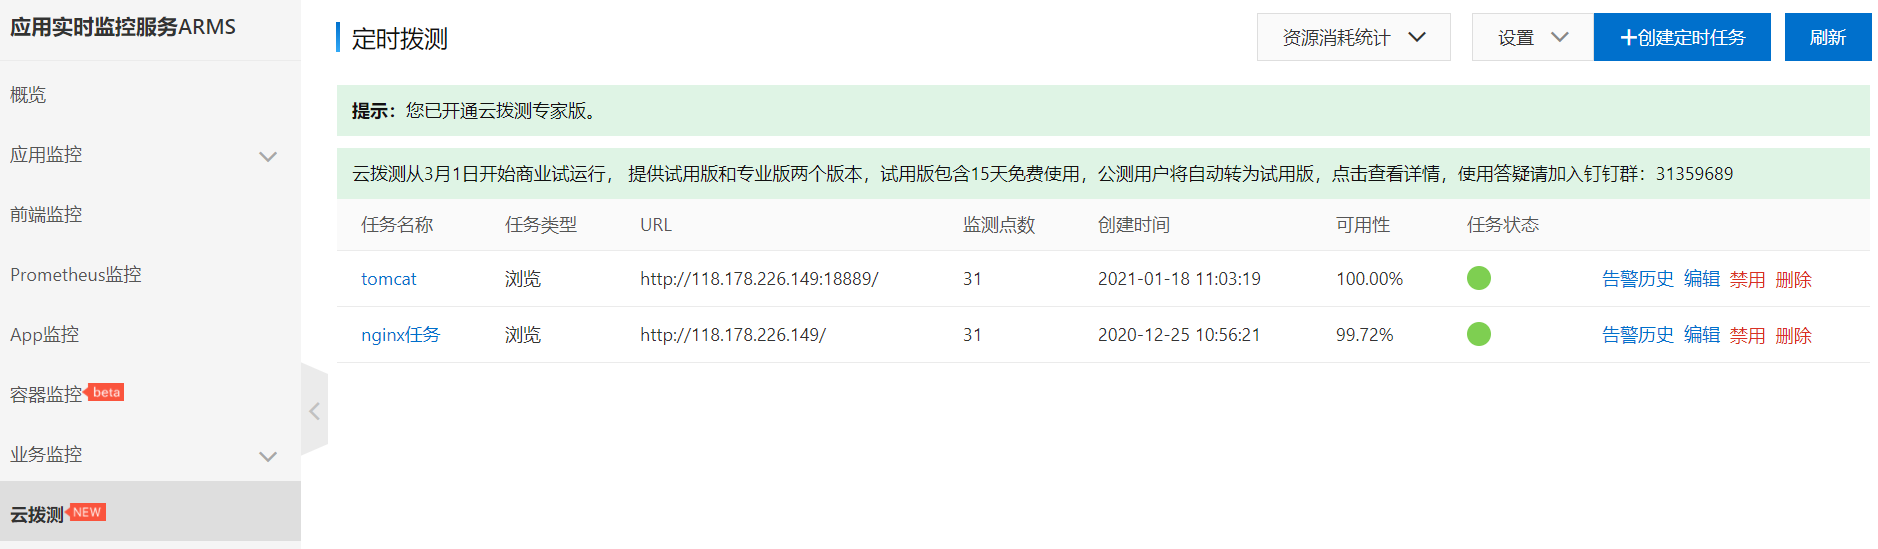 应用实时监控服务ARMS
概览
应用监控
前端监控
Prometheus监控
App监控
容器监控 beta
业务监控
云拨测 NEW
定时拨测
资源消耗统计
设置
+创建定时任务
刷新
提示：您已开通云拨测专家版。
云拨测从3月1日开始商业试运行， 提供试用版和专业版两个版本，试用版包含15天免费使用，公测用户将自动转为试用版，点击查看详情，使用答疑请加入钉钉群：31359689
任务名称 任务类型 URL 监测点数 创建时间 可用性 任务状态
tomcat 浏览 http://118.178.226.149:18889/ 31 2021-01-18 11:03:19 100.00% 告警历史 编辑 禁用 删除
nginx任务 浏览 http://118.178.226.149/ 31 2020-12-25 10:56:21 99.72% 告警历史 编辑 禁用 删除